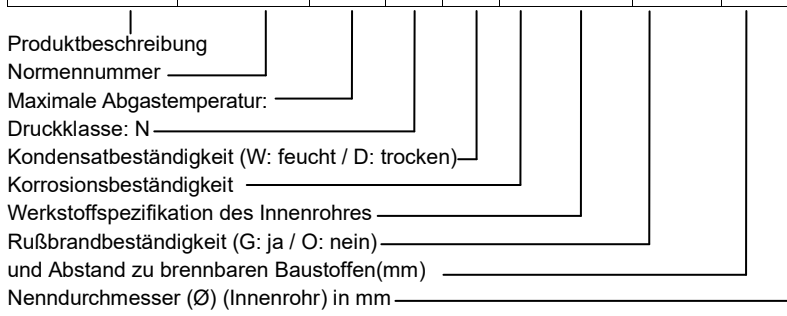 Produktbeschreibung
Normennummer
Maximale Abgastemperatur:
Druckklasse: N
Kondensatbeständigkeit (W: feucht / D: trocken)
Korrosionsbeständigkeit
Werkstoffspezifikation des Innenrohres
Rußbrandbeständigkeit (G: ja / O: nein)
und Abstand zu brennbaren Baustoffen(mm)
Nenndurchmesser (Ø) (Innenrohr) in mm